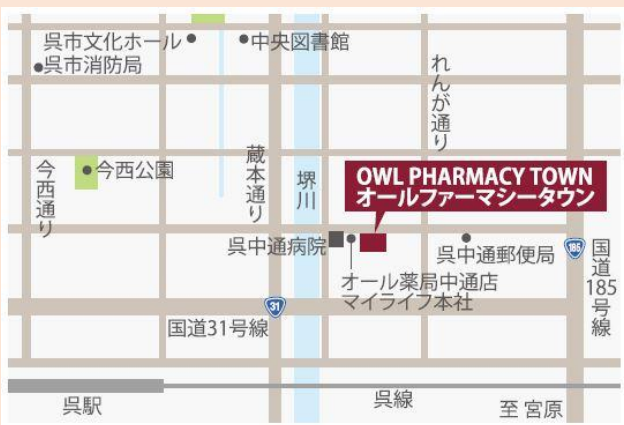 呉市文化ホール
中央図書館
呉市消防局
れんが通り
今西公園
今西通り
蔵本通り
堺川
OWL PHARMACY TOWN
オールファーマシータウン
呉中通病院
呉中通郵便局
オール薬局中通店
マイライフ本社
185
国道185号線
31
国道31号線
呉駅
呉線
至 宮原